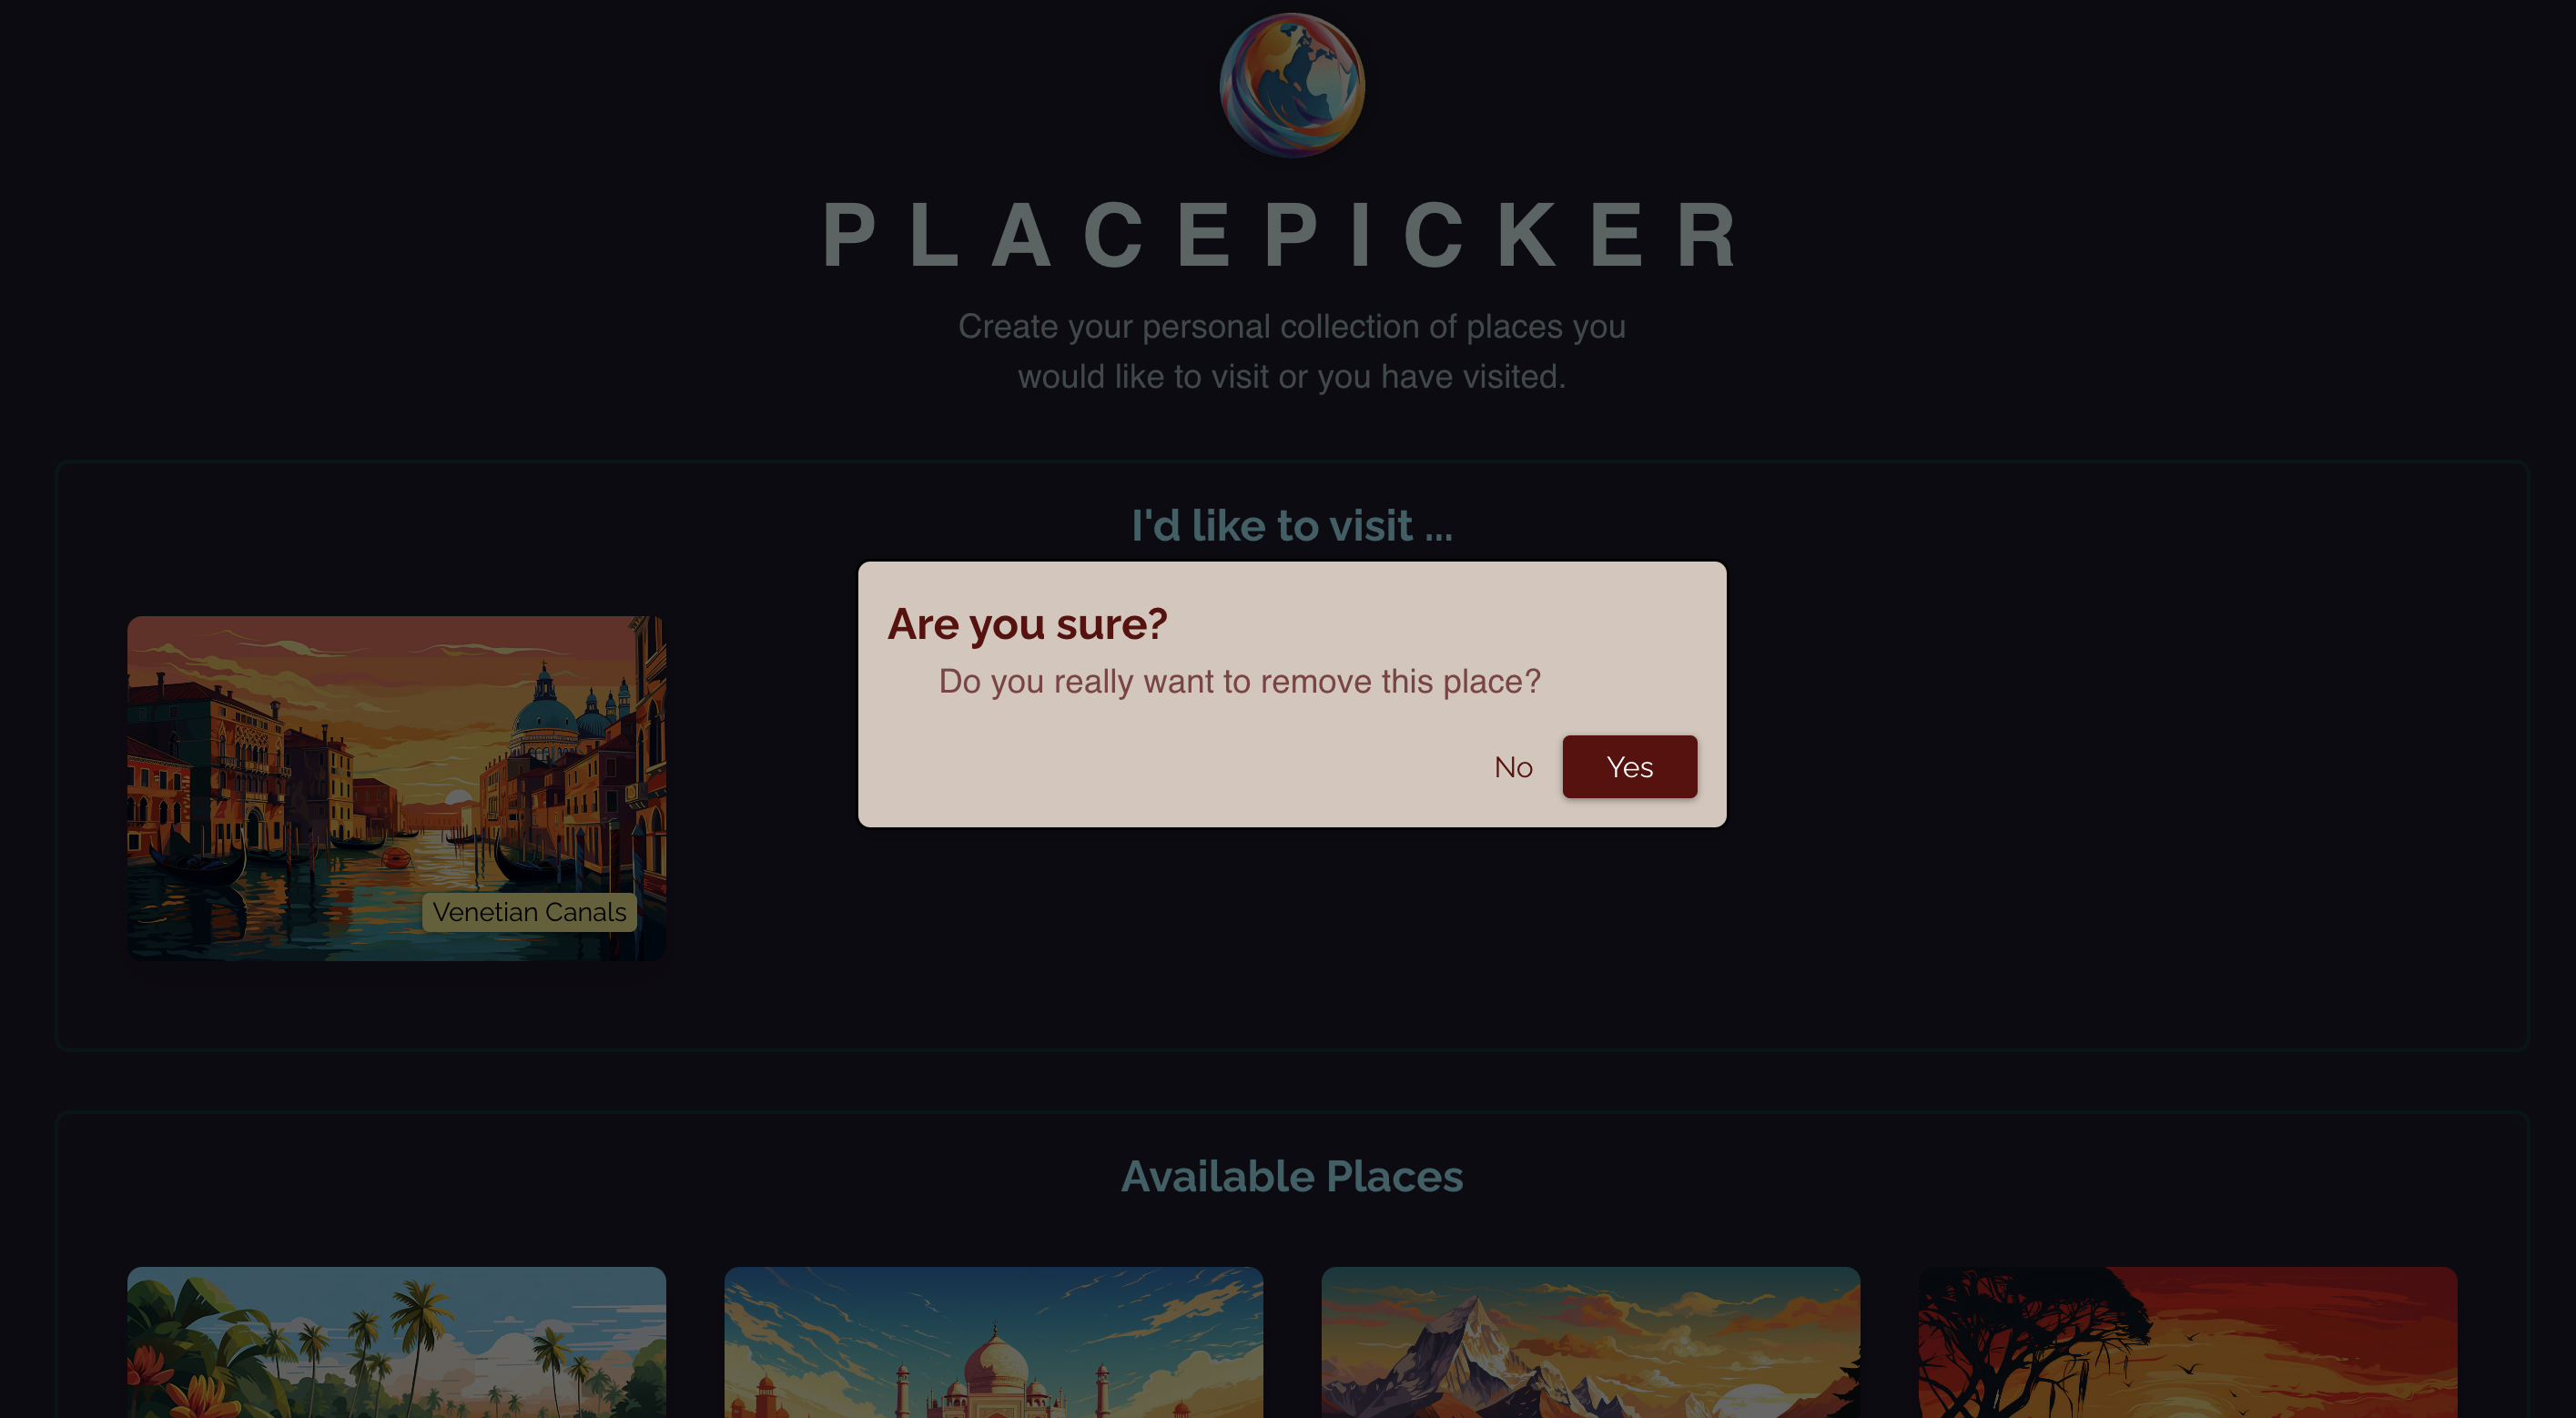 PLACEPICKER
Create your personal collection of places you
would like to visit or you have visited.
I'd like to visit ...
Are you sure?
Do you really want to remove this place?
No
Yes
Venetian Canals
Available Places